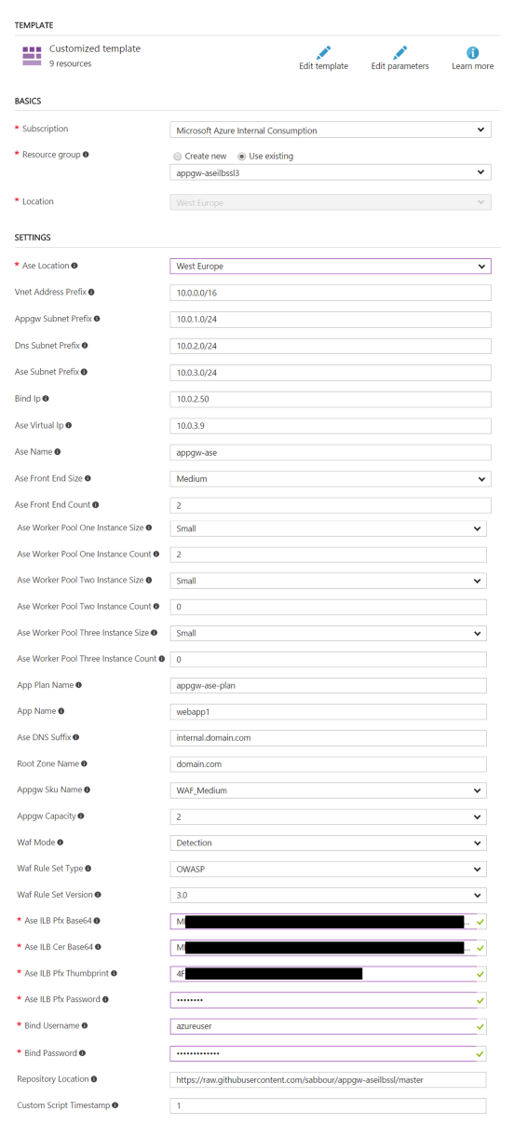 TEMPLATE
Customized template
9 resources
Edit template Edit parameters Learn more
BASICS
* Subscription Microsoft Azure Internal Consumption
* Resource group Create new Use existing
appgw-aseilbssl3
* Location West Europe
SETTINGS
* Ase Location West Europe
Vnet Address Prefix 10.0.0.0/16
Appgw Subnet Prefix 10.0.1.0/24
Dns Subnet Prefix 10.0.2.0/24
Ase Subnet Prefix 10.0.3.0/24
Bind Ip 10.0.2.50
Ase Virtual Ip 10.0.3.9
Ase Name appgw-ase
Ase Front End Size Medium
Ase Front End Count 2
Ase Worker Pool One Instance Size Small
Ase Worker Pool One Instance Count 2
Ase Worker Pool Two Instance Size Small
Ase Worker Pool Two Instance Count 0
Ase Worker Pool Three Instance Size Small
Ase Worker Pool Three Instance Count 0
App Plan Name appgw-ase-plan
App Name webapp1
Ase DNS Suffix internal.domain.com
Root Zone Name domain.com
Appgw Sku Name WAF_Medium
Appgw Capacity 2
Waf Mode Detection
Waf Rule Set Type OWASP
Waf Rule Set Version 3.0
* Ase ILB Pfx Base64 MI ...
* Ase ILB Cer Base64 MI ...
* Ase ILB Pfx Thumbprint 4F
* Ase ILB Pfx Password ••••••••
* Bind Username azureuser
* Bind Password •••••••••••••
Repository Location https://raw.githubusercontent.com/sabbour/appgw-aseilbssl/master
Custom Script Timestamp 1